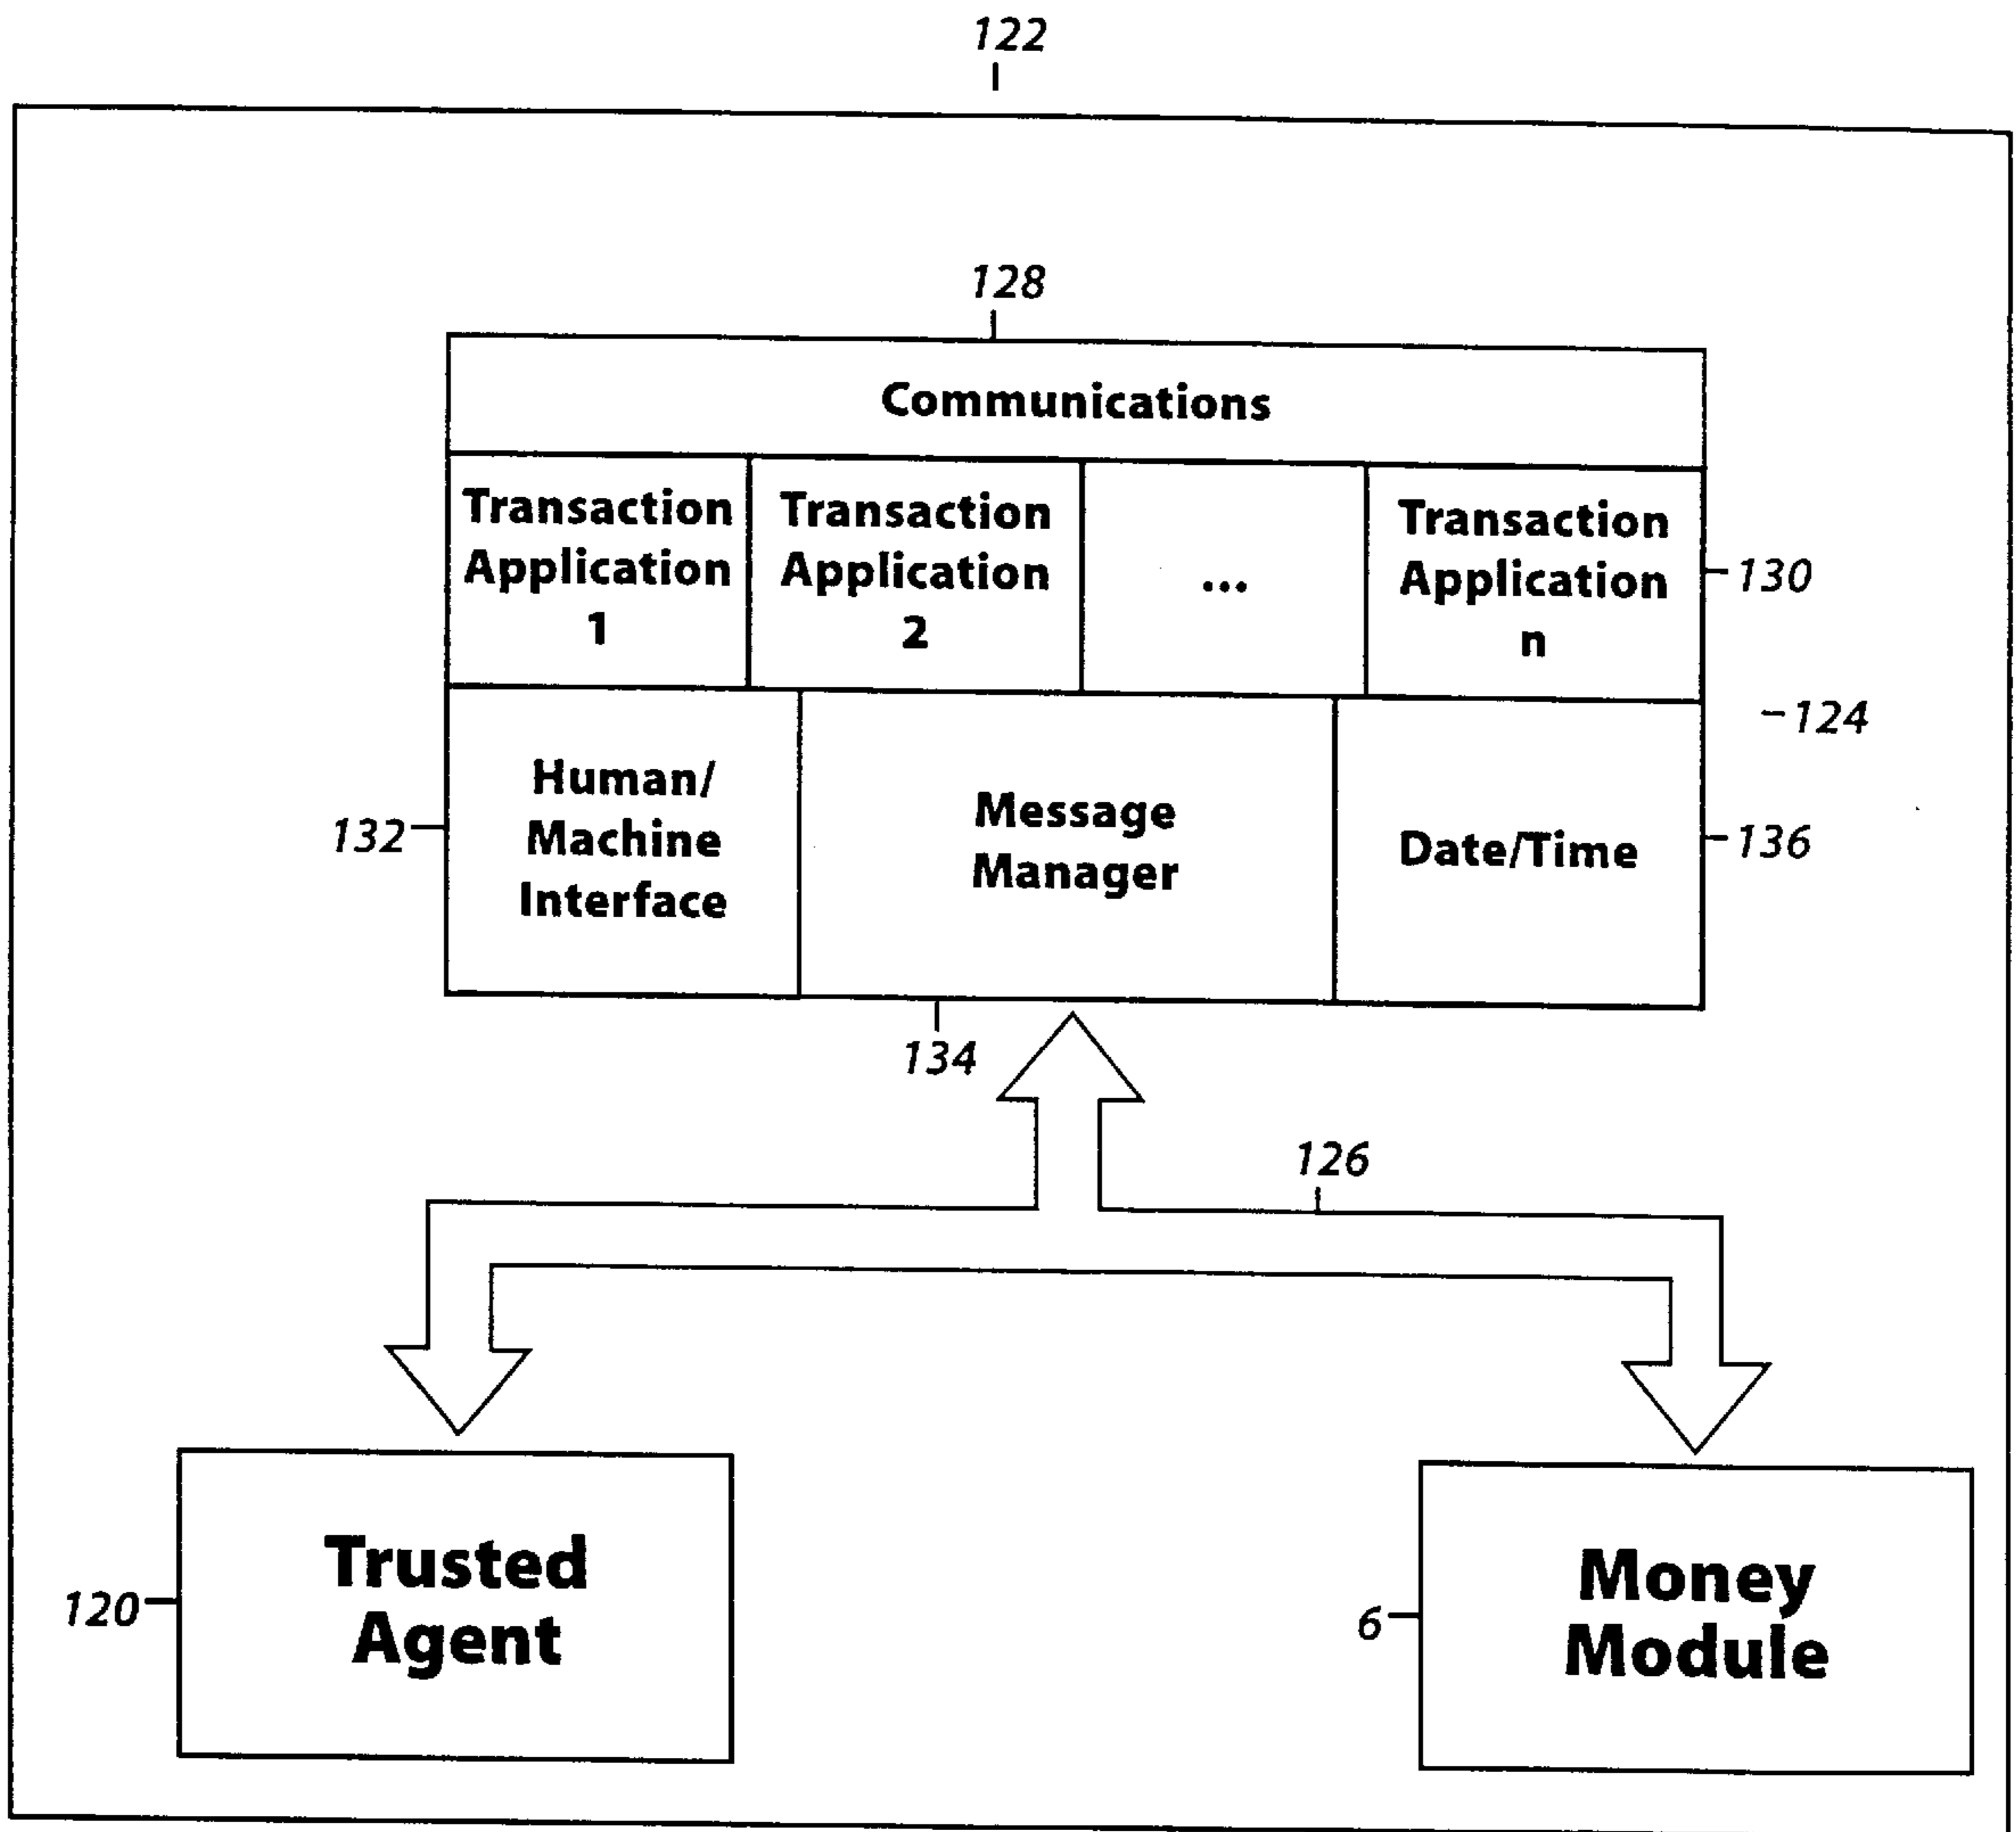 122
128
Communications
Transaction
Application
1
Transaction
Application
2
...
Transaction
Application
n
130
124
132
Human/
Machine
Interface
Message
Manager
Date/Time
136
134
126
120
Trusted
Agent
6
Money
Module